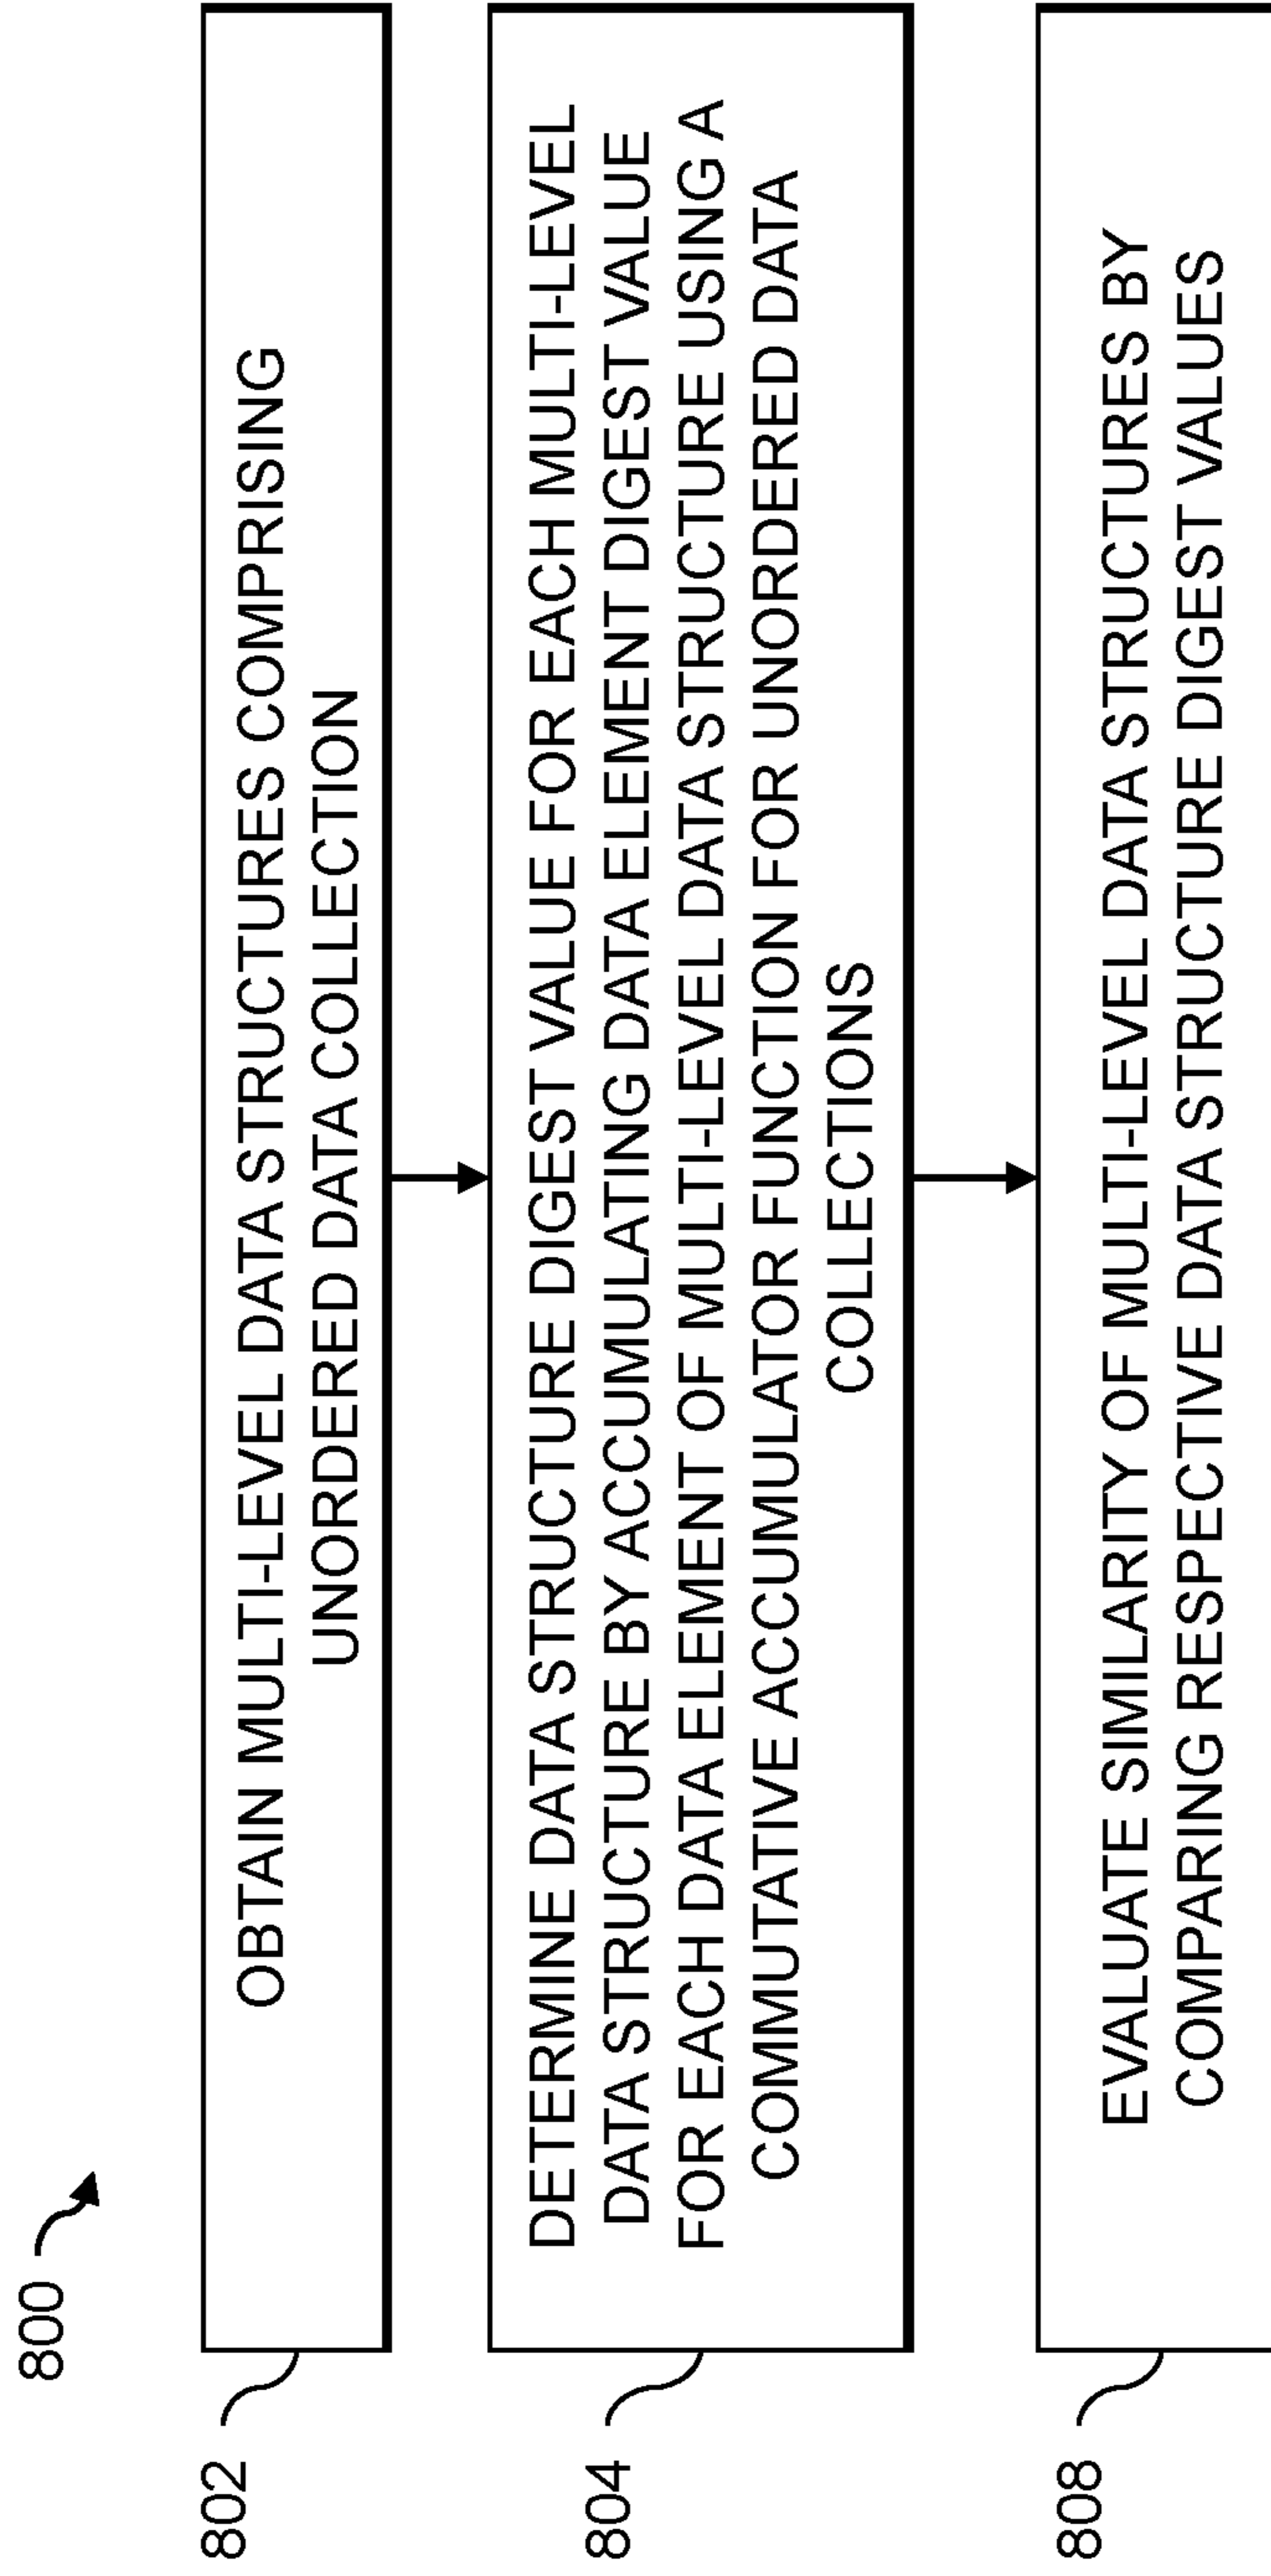 800
802
OBTAIN MULTI-LEVEL DATA STRUCTURES COMPRISING
UNORDERED DATA COLLECTION
804
DETERMINE DATA STRUCTURE DIGEST VALUE FOR EACH MULTI-LEVEL
DATA STRUCTURE BY ACCUMULATING DATA ELEMENT DIGEST VALUE
FOR EACH DATA ELEMENT OF MULTI-LEVEL DATA STRUCTURE USING A
COMMUTATIVE ACCUMULATOR FUNCTION FOR UNORDERED DATA
COLLECTIONS
808
EVALUATE SIMILARITY OF MULTI-LEVEL DATA STRUCTURES BY
COMPARING RESPECTIVE DATA STRUCTURE DIGEST VALUES